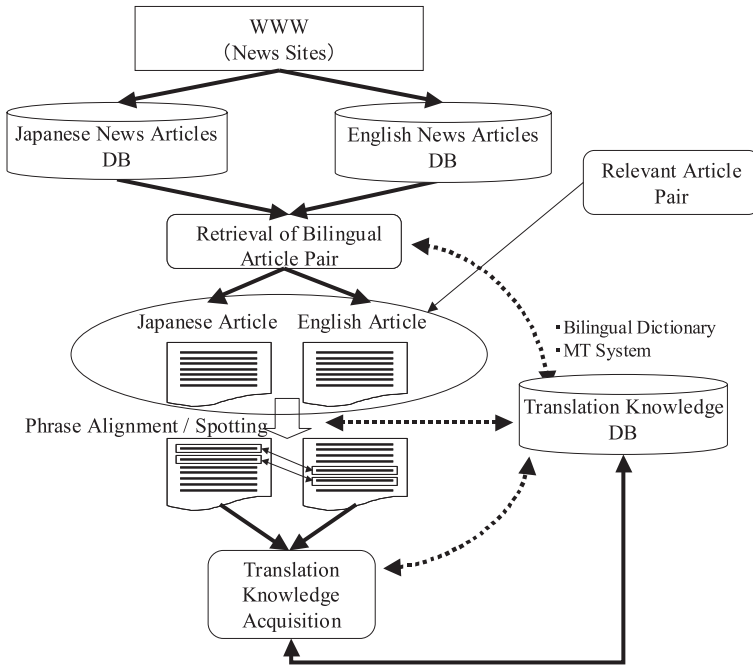 WWW
(News Sites)
Japanese News Articles
DB
English News Articles
DB
Relevant Article
Pair
Retrieval of Bilingual
Article Pair
Japanese Article
English Article
▪Bilingual Dictionary
▪MT System
Translation Knowledge
DB
Phrase Alignment / Spotting
Translation
Knowledge
Acquisition